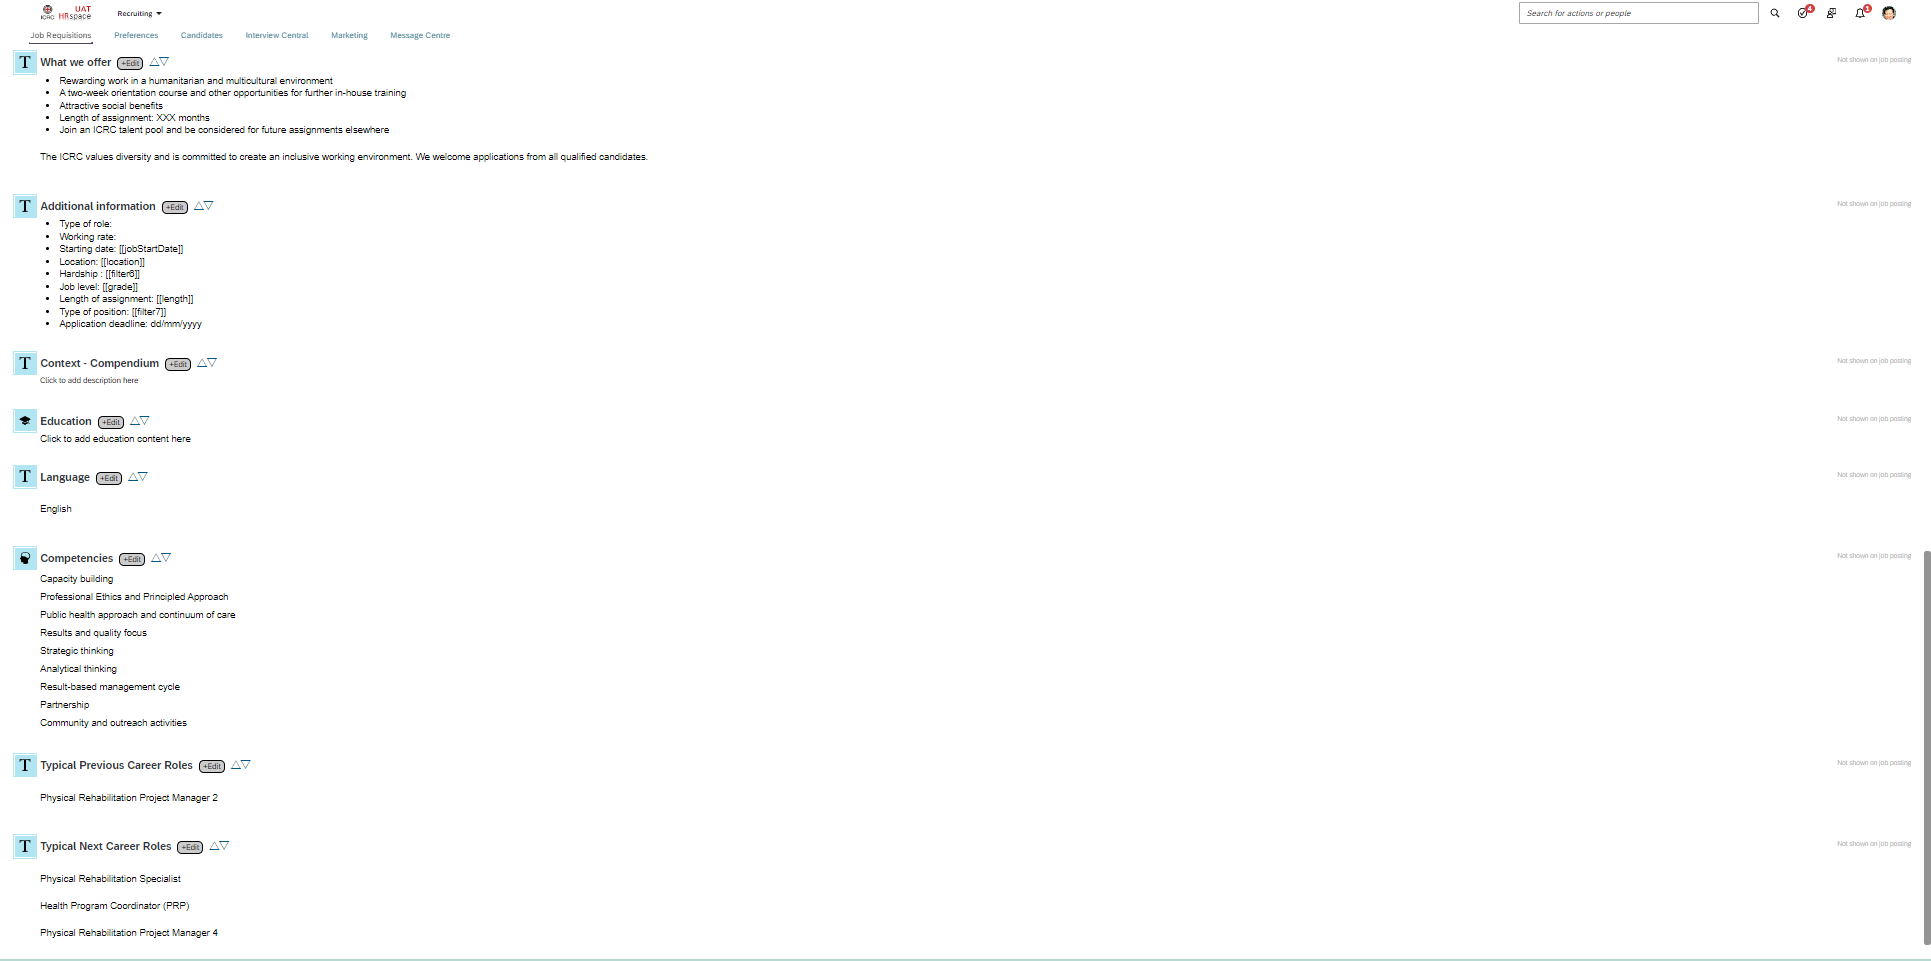 ICRC
UAT
HRspace
Recruiting
Search for actions or people
4
1
Job Requisitions
Preferences
Candidates
Interview Central
Marketing
Message Centre
T What we offer +Edit
Not shown on job posting
• Rewarding work in a humanitarian and multicultural environment
• A two-week orientation course and other opportunities for further in-house training
• Attractive social benefits
• Length of assignment: XXX months
• Join an ICRC talent pool and be considered for future assignments elsewhere
The ICRC values diversity and is committed to create an inclusive working environment. We welcome applications from all qualified candidates.
T Additional information +Edit
Not shown on job posting
• Type of role:
• Working rate:
• Starting date: [[jobStartDate]]
• Location: [[location]]
• Hardship : [[filter6]]
• Job level: [[grade]]
• Length of assignment: [[length]]
• Type of position: [[filter7]]
• Application deadline: dd/mm/yyyy
T Context - Compendium +Edit
Not shown on job posting
Click to add description here
Education +Edit
Not shown on job posting
Click to add education content here
T Language +Edit
Not shown on job posting
English
Competencies +Edit
Not shown on job posting
Capacity building
Professional Ethics and Principled Approach
Public health approach and continuum of care
Results and quality focus
Strategic thinking
Analytical thinking
Result-based management cycle
Partnership
Community and outreach activities
T Typical Previous Career Roles +Edit
Not shown on job posting
Physical Rehabilitation Project Manager 2
T Typical Next Career Roles +Edit
Not shown on job posting
Physical Rehabilitation Specialist
Health Program Coordinator (PRP)
Physical Rehabilitation Project Manager 4